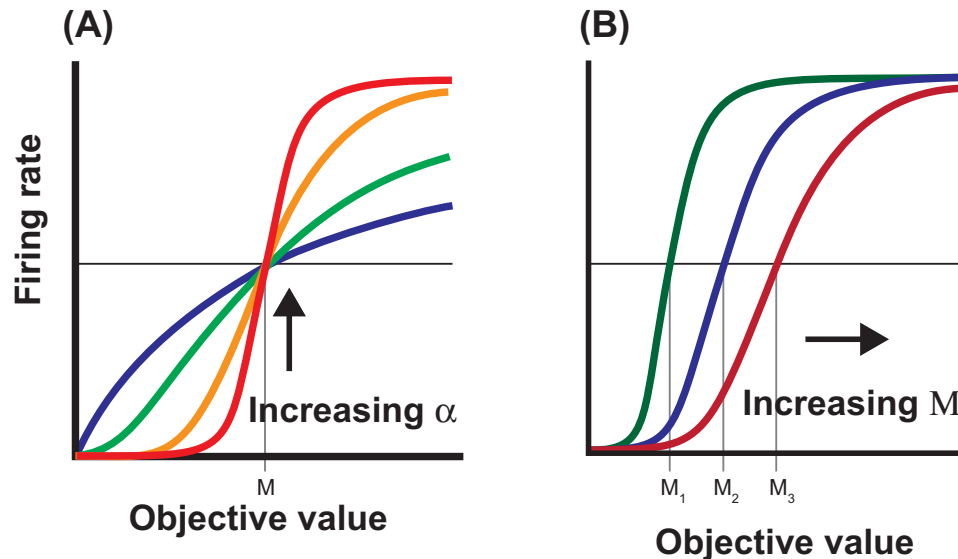 (A)
Firing rate
Increasing α
M
Objective value
(B)
Increasing M
M₁ M₂ M₃
Objective value